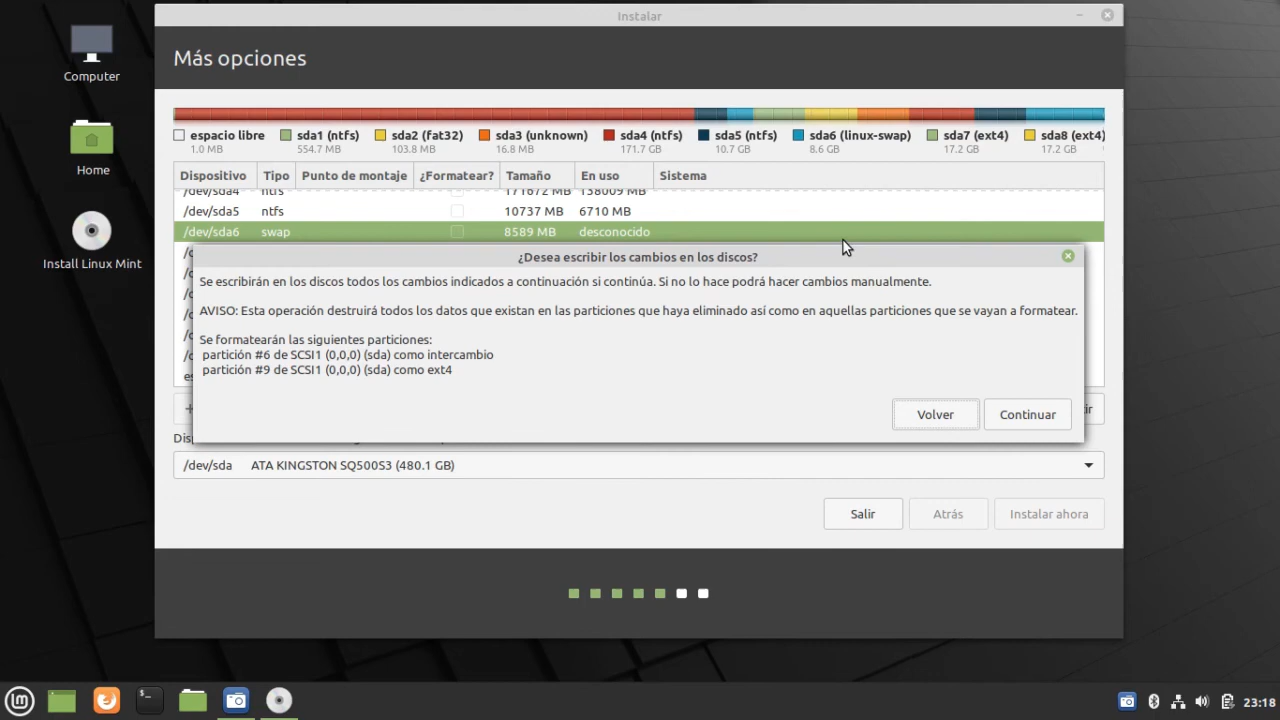 Instalar
Computer
Home
Install Linux Mint
Más opciones
espacio libre sda1 (ntfs) sda2 (fat32) sda3 (unknown) sda4 (ntfs) sda5 (ntfs) sda6 (linux-swap) sda7 (ext4) sda8 (ext4)
1.0 MB 554.7 MB 103.8 MB 16.8 MB 171.7 GB 10.7 GB 8.6 GB 17.2 GB 17.2 GB
Dispositivo Tipo Punto de montaje ¿Formatear? Tamaño En uso Sistema
/dev/sda4 ntfs 171672 MB 138009 MB
/dev/sda5 ntfs 10737 MB 6710 MB
/dev/sda6 swap 8589 MB desconocido
¿Desea escribir los cambios en los discos?
Se escribirán en los discos todos los cambios indicados a continuación si continúa. Si no lo hace podrá hacer cambios manualmente.
AVISO: Esta operación destruirá todos los datos que existan en las particiones que haya eliminado así como en aquellas particiones que se vayan a formatear.
Se formatearán las siguientes particiones:
partición #6 de SCSI1 (0,0,0) (sda) como intercambio
partición #9 de SCSI1 (0,0,0) (sda) como ext4
Volver Continuar
/dev/sda ATA KINGSTON SQ500S3 (480.1 GB)
Salir Atrás Instalar ahora
23:18